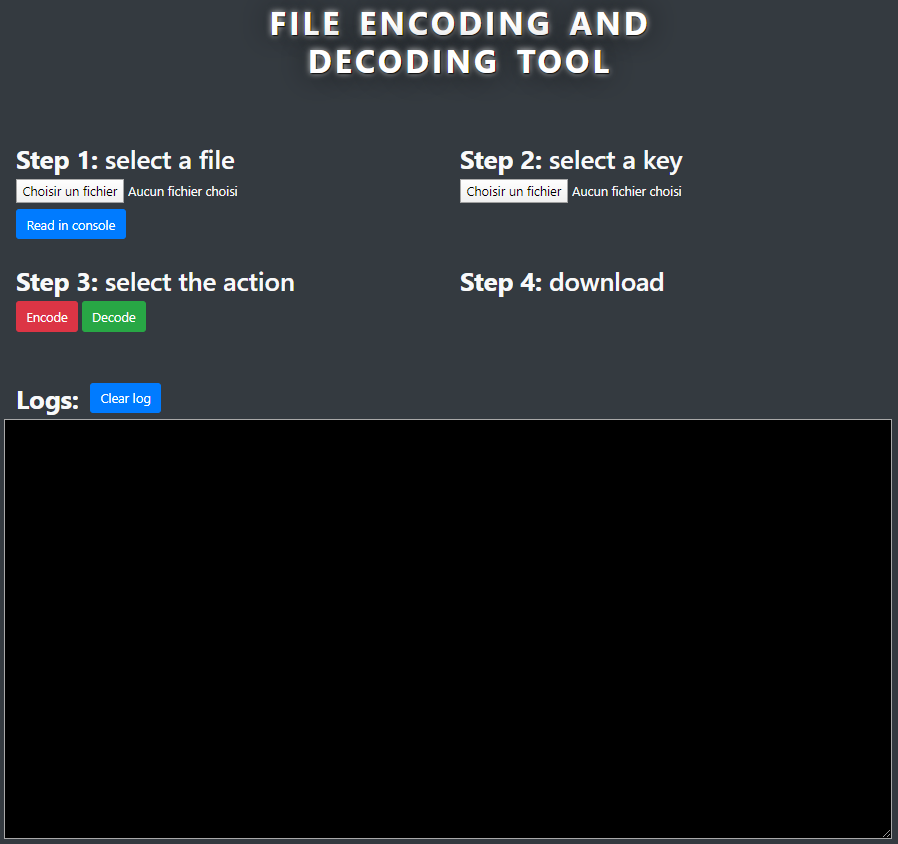 FILE ENCODING AND
DECODING TOOL
Step 1: select a file
Choisir un fichier Aucun fichier choisi
Read in console
Step 2: select a key
Choisir un fichier Aucun fichier choisi
Step 3: select the action
Encode Decode
Step 4: download
Logs: Clear log